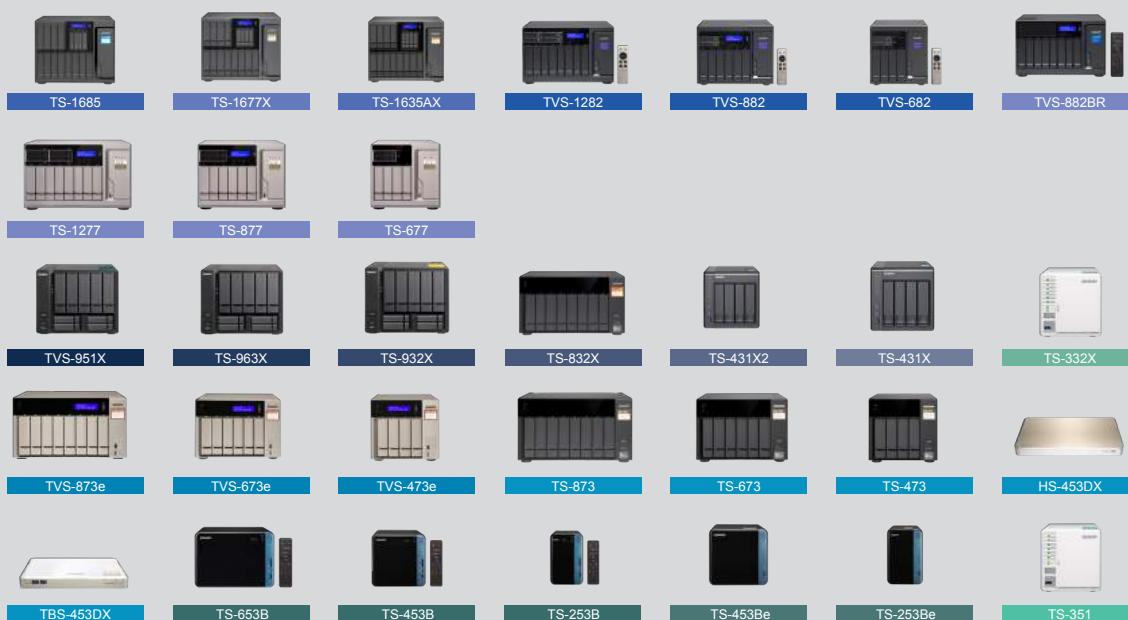 TS-1685 TS-1677X TS-1635AX TVS-1282 TVS-882 TVS-682 TVS-882BR
TS-1277 TS-877 TS-677
TVS-951X TS-963X TS-932X TS-832X TS-431X2 TS-431X TS-332X
TVS-873e TVS-673e TVS-473e TS-873 TS-673 TS-473 HS-453DX
TBS-453DX TS-653B TS-453B TS-253B TS-453Be TS-253Be TS-351